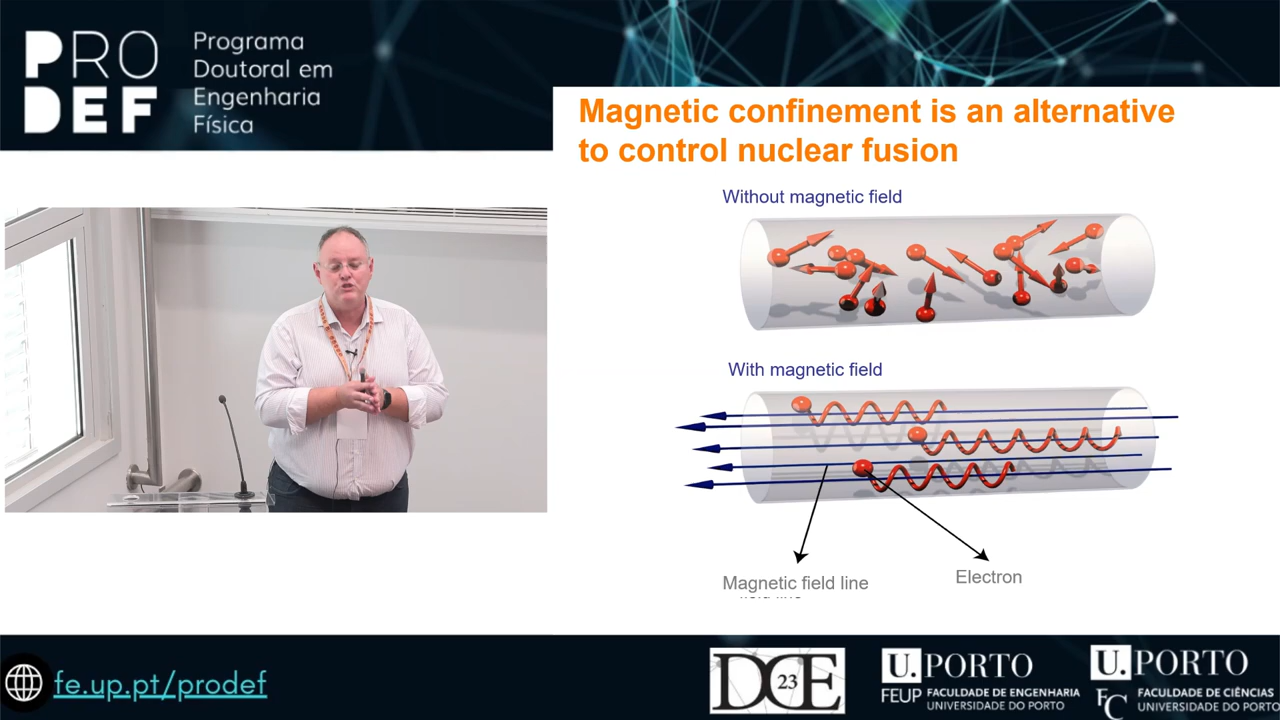 PRO
DEF
Programa
Doutoral em
Engenharia
Física
Magnetic confinement is an alternative
to control nuclear fusion
Without magnetic field
With magnetic field
Magnetic field line
Electron
fe.up.pt/prodef
DCE
23
U.PORTO
FEUP FACULDADE DE ENGENHARIA
UNIVERSIDADE DO PORTO
U.PORTO
FC FACULDADE DE CIÊNCIAS
UNIVERSIDADE DO PORTO